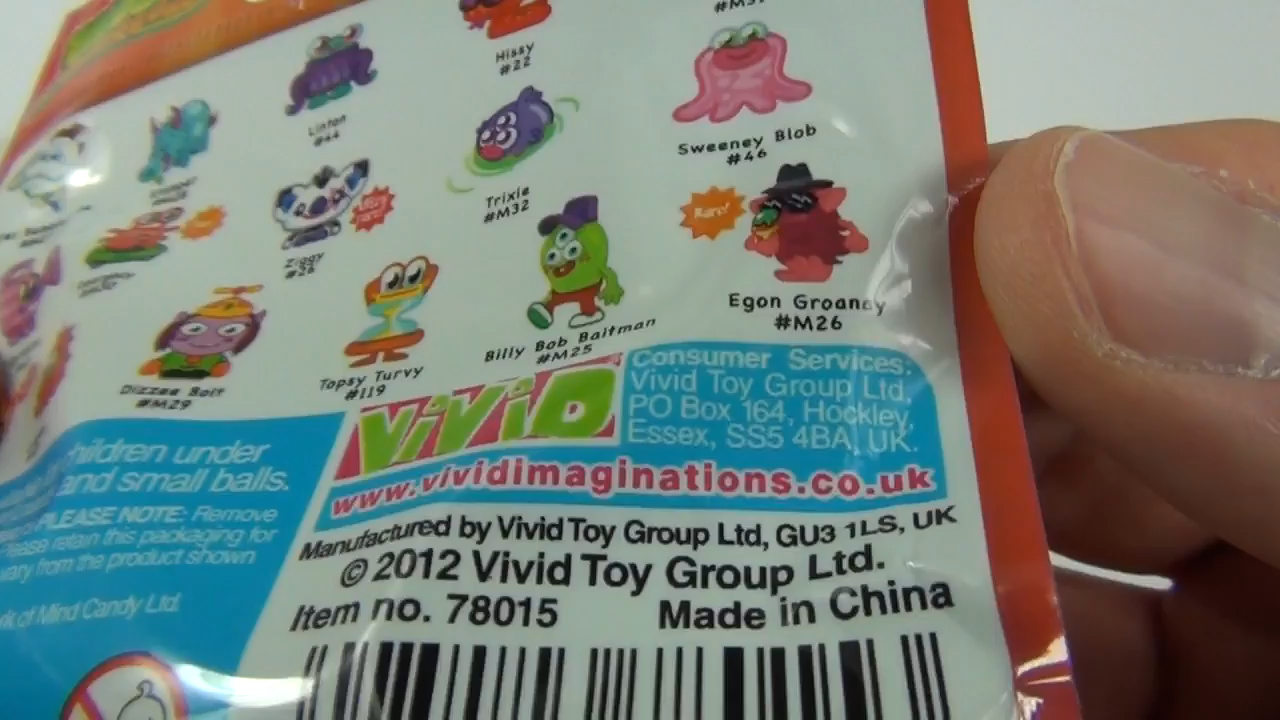 Hissy
#22
Linton
#44
Sweeney Blob
#46
Trixie
#M32
Ziggy
#26
Rare!
Egon Groanay
#M26
Billy Bob Baitman
#M25
Topsy Turvy
#119
Dizzee Bolt
#M29
ViViD
Consumer Services:
Vivid Toy Group Ltd,
PO Box 164, Hockley,
Essex, SS5 4BA, UK.
www.vividimaginations.co.uk
children under
and small balls.
PLEASE NOTE: Remove
Please retain this packaging for
vary from the product shown
rk of Mind Candy Ltd.
Manufactured by Vivid Toy Group Ltd, GU3 1LS, UK
© 2012 Vivid Toy Group Ltd.
Item no. 78015 Made in China